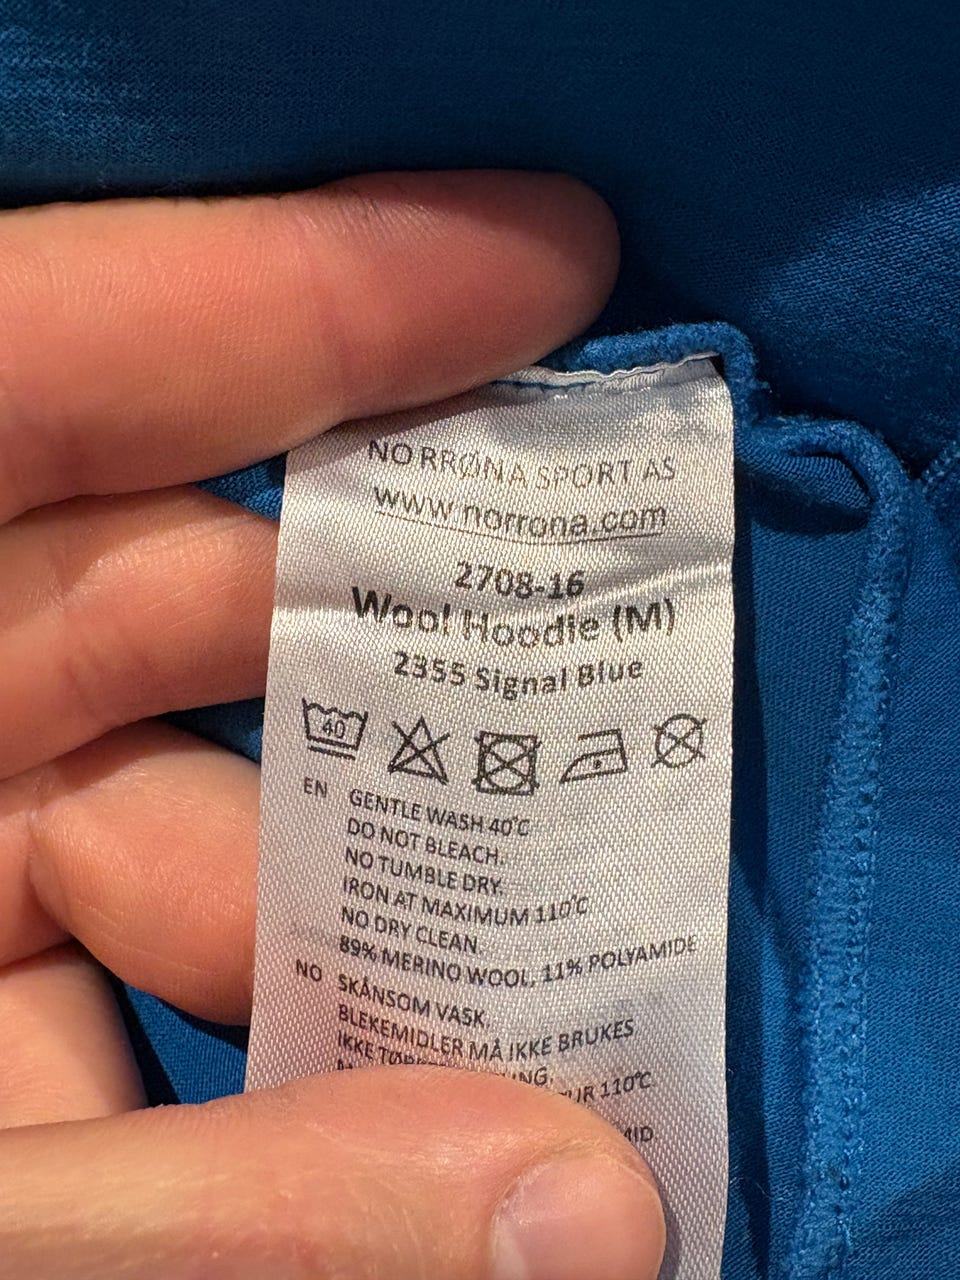 NORRØNA SPORT AS
www.norrona.com
2708-16
Wool Hoodie (M)
2355 Signal Blue
40
EN GENTLE WASH 40℃
DO NOT BLEACH.
NO TUMBLE DRY.
IRON AT MAXIMUM 110℃
NO DRY CLEAN.
89% MERINO WOOL, 11% POLYAMIDE
NO SKÅNSOM VASK.
BLEKEMIDLER MÅ IKKE BRUKES
IKKE
110℃